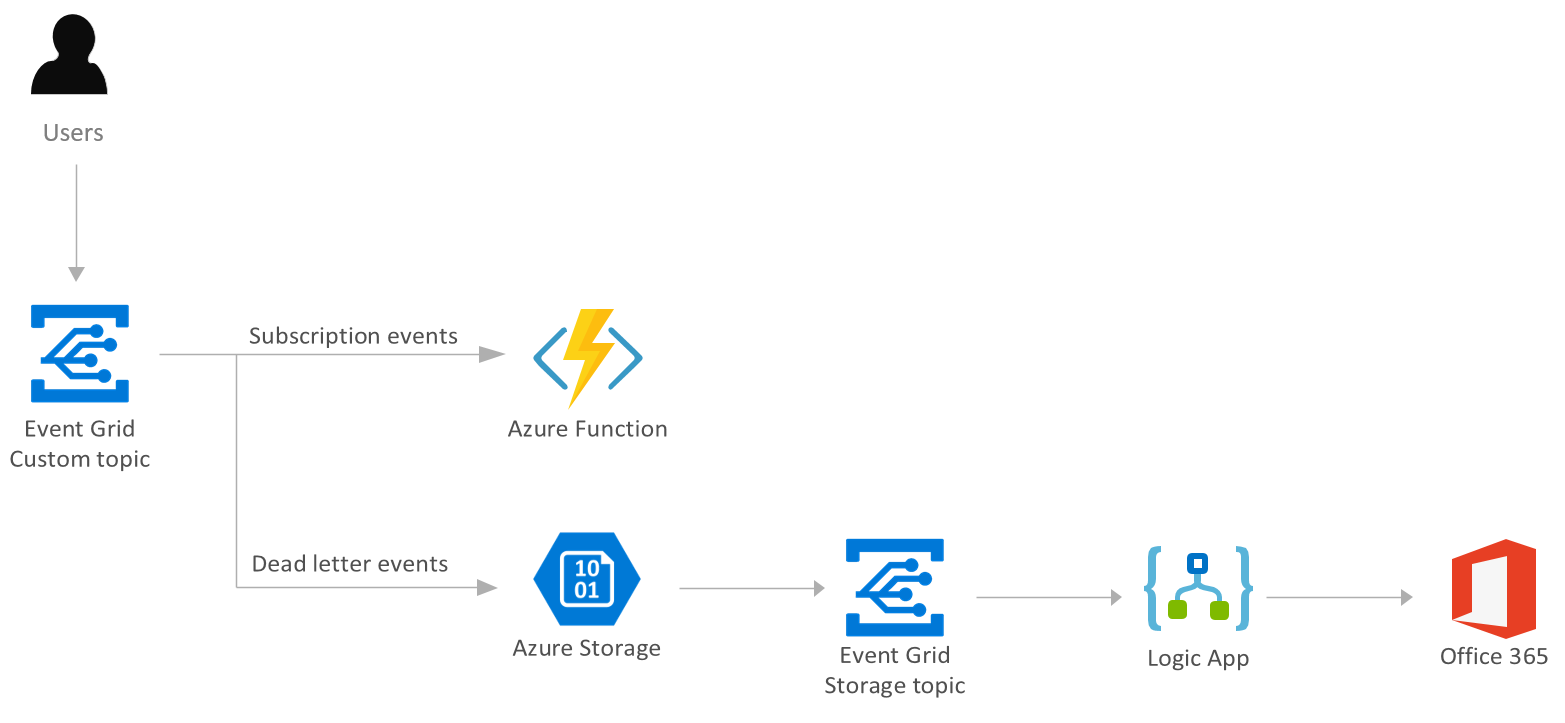 Users
Subscription events
Event Grid
Custom topic
Azure Function
Dead letter events
10
01
Azure Storage
Event Grid
Storage topic
Logic App
Office 365